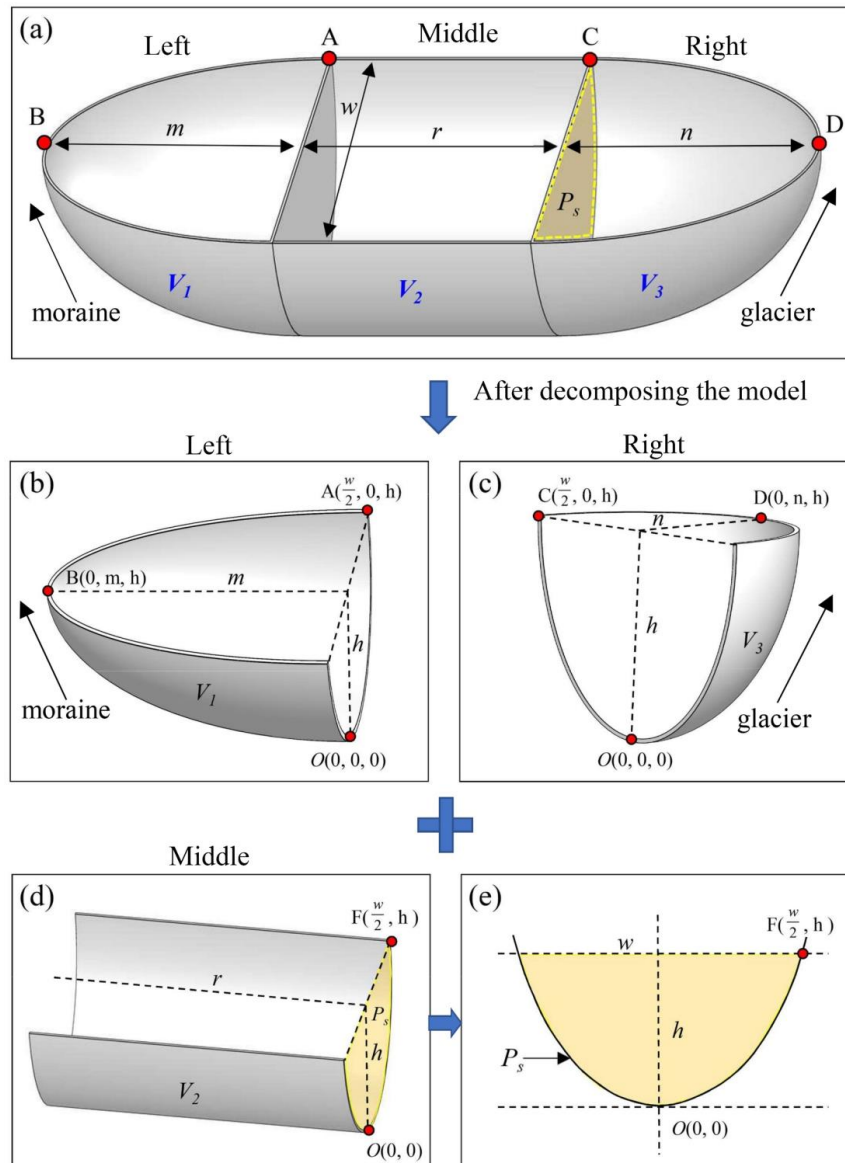 (a)
Left
A
Middle
C
Right
B
m
w
r
n
D
P_s
V_1
V_2
V_3
moraine
glacier
After decomposing the model
Left
Right
(b)
A(w/2, 0, h)
B(0, m, h)
m
h
V_1
moraine
O(0, 0, 0)
(c)
C(w/2, 0, h)
D(0, n, h)
n
h
V_3
glacier
O(0, 0, 0)
Middle
(d)
F(w/2, h)
r
P_s
h
V_2
O(0, 0)
(e)
F(w/2, h)
w
h
P_s
O(0, 0)